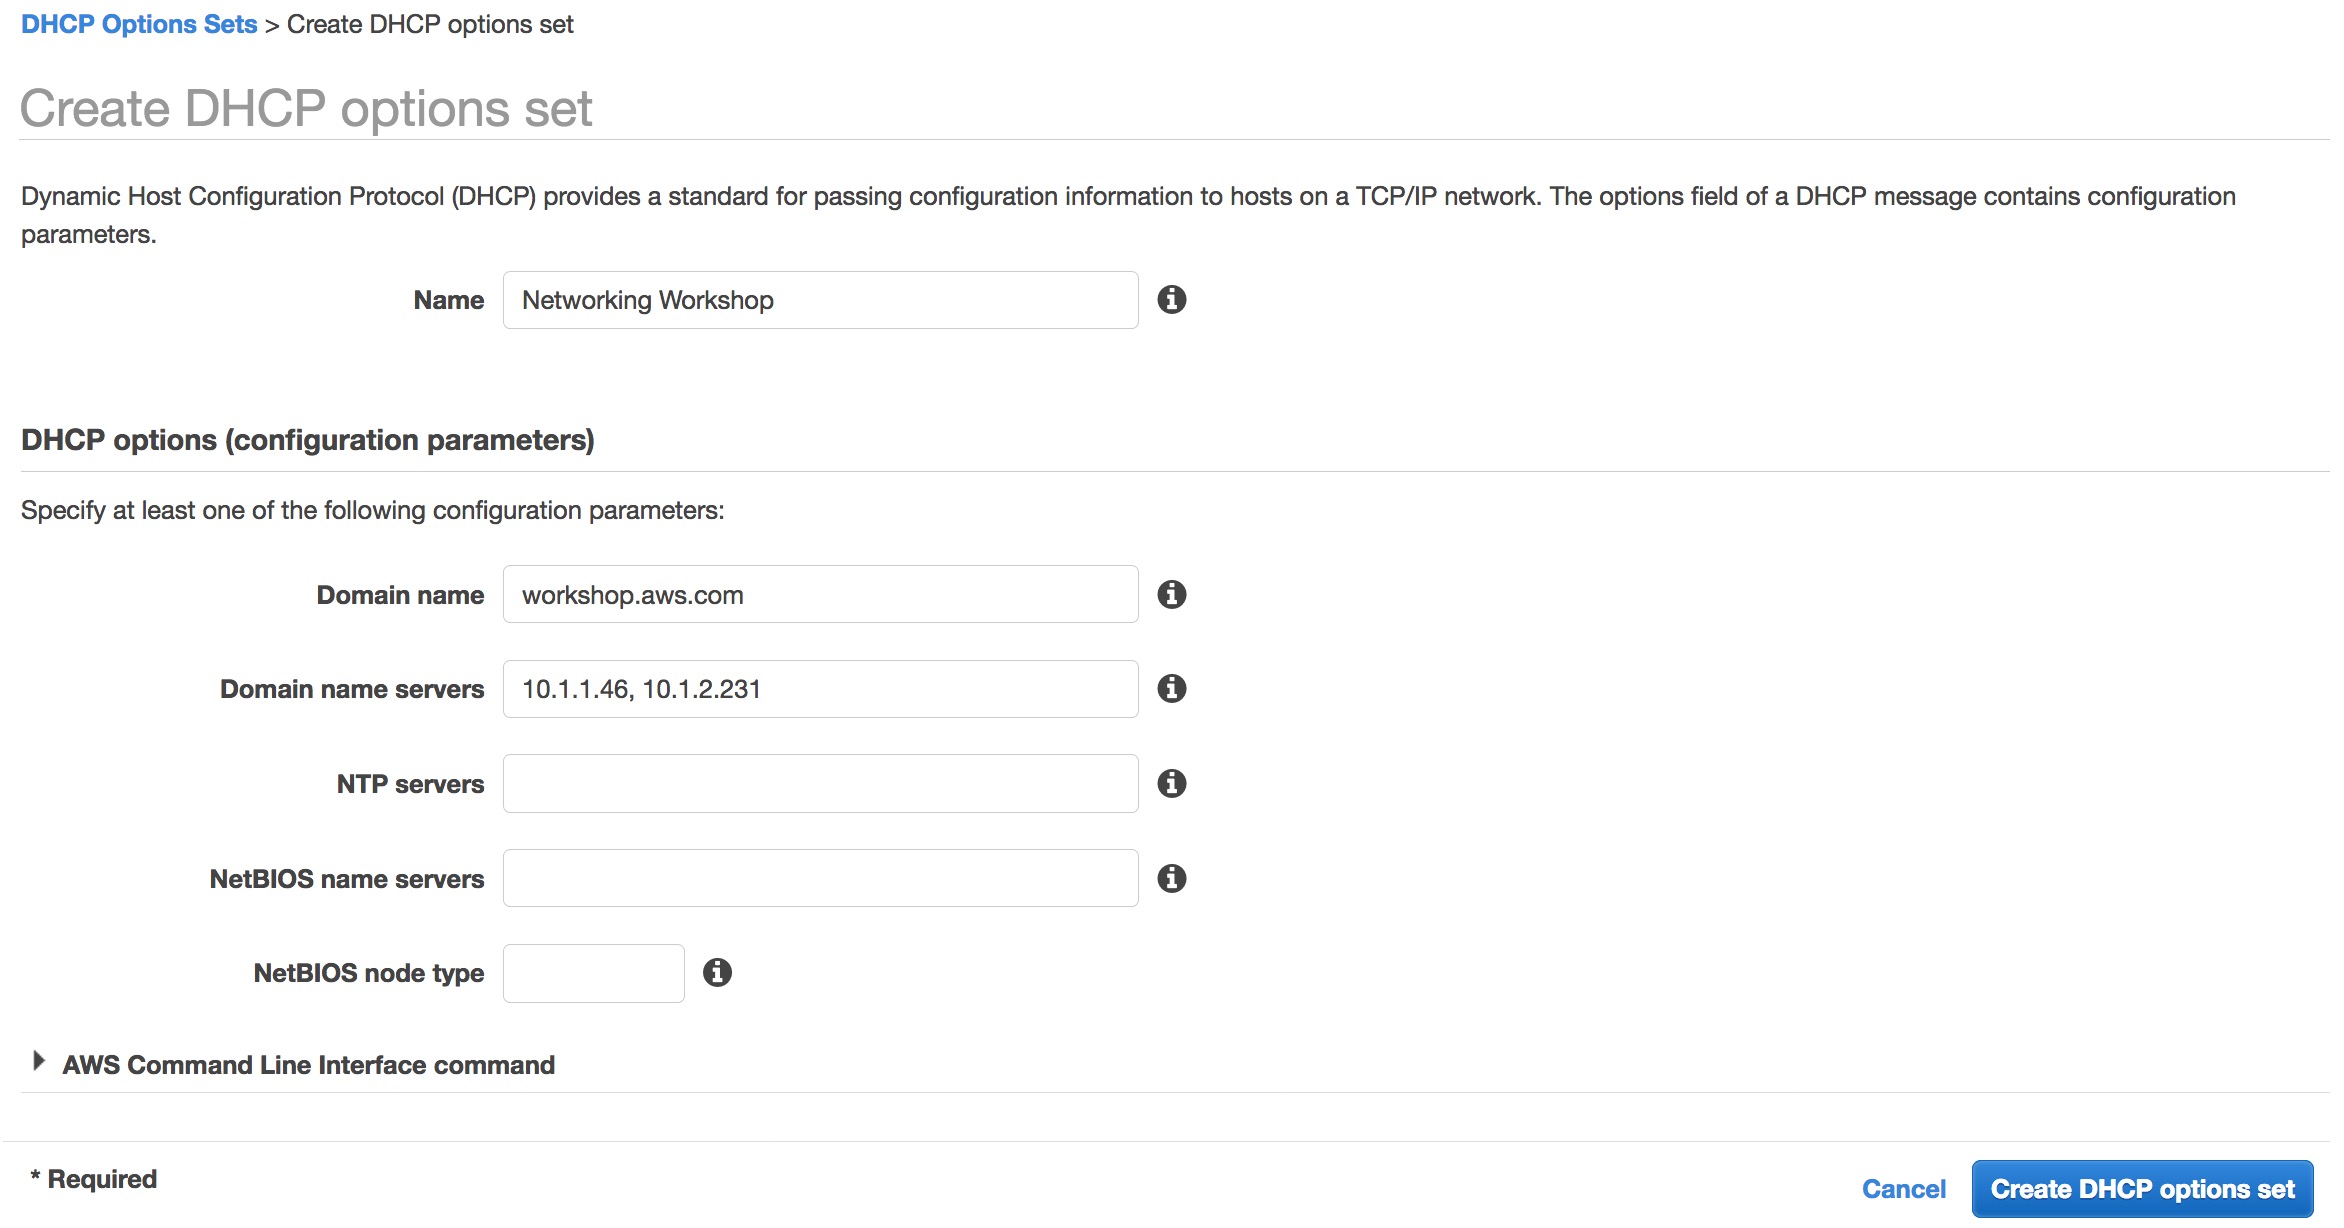 DHCP Options Sets > Create DHCP options set
Create DHCP options set
Dynamic Host Configuration Protocol (DHCP) provides a standard for passing configuration information to hosts on a TCP/IP network. The options field of a DHCP message contains configuration
parameters.
Name Networking Workshop
DHCP options (configuration parameters)
Specify at least one of the following configuration parameters:
Domain name workshop.aws.com
Domain name servers 10.1.1.46, 10.1.2.231
NTP servers
NetBIOS name servers
NetBIOS node type
AWS Command Line Interface command
* Required
Cancel Create DHCP options set